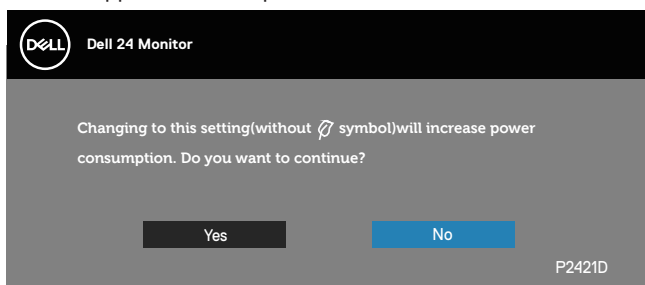 DELL
Dell 24 Monitor
Changing to this setting(without symbol)will increase power
consumption. Do you want to continue?
Yes
No
P2421D